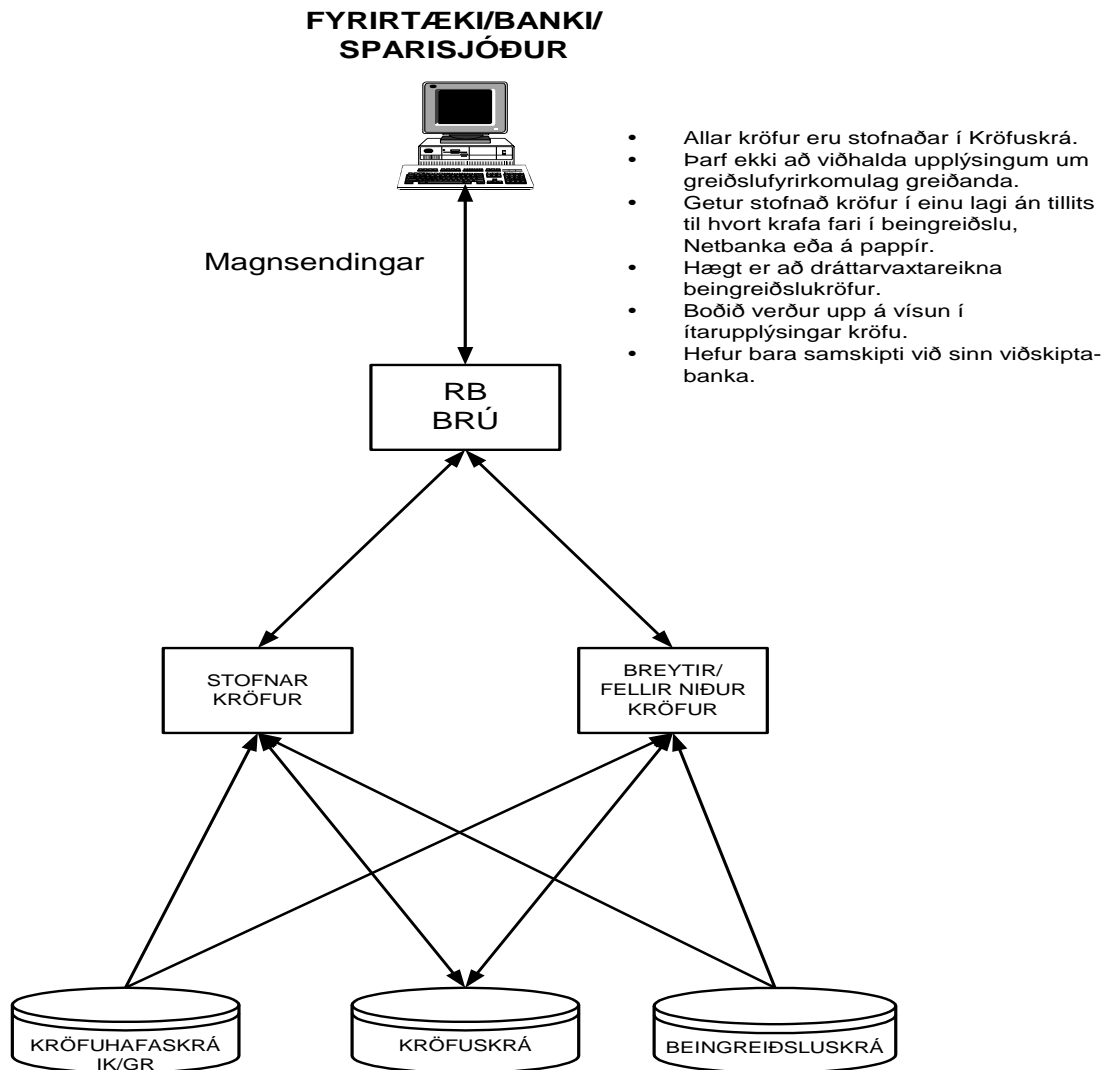 FYRIRTÆKI/BANKI/
SPARISJÓÐUR
• Allar kröfur eru stofnaðar í Kröfuskrá.
• Þarf ekki að viðhalda upplýsingum um
greiðslufyrirkomulag greiðanda.
• Getur stofnað kröfur í einu lagi án tillits
til hvort krafa fari í beingreiðslu,
Netbanka eða á pappír.
• Hægt er að dráttarvaxtareikna
beingreiðslukröfur.
• Boðið verður upp á vísun í
ítarupplýsingar kröfu.
• Hefur bara samskipti við sinn viðskipta-
banka.
Magnsendingar
RB
BRÚ
STOFNAR
KRÖFUR
BREYTIR/
FELLIR NIÐUR
KRÖFUR
KRÖFUHAFASKRÁ
IK/GR
KRÖFUSKRÁ
BEINGREIÐSLUSKRÁ